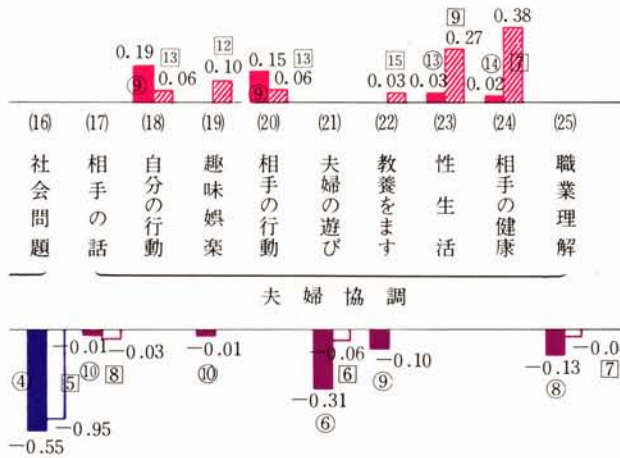 0.19 ⑨ 0.06 13
0.10 12
0.15 ⑨ 0.06 13
0.03 15
0.03 ⑬ 0.27 9
0.02 ⑭ 0.38 7
(16) (17) (18) (19) (20) (21) (22) (23) (24) (25)
社会問題
相手の話
自分の行動
趣味娯楽
相手の行動
夫婦の遊び
教養をます
性生活
相手の健康
職業理解
夫婦協調
④ −0.55 5 −0.95
−0.01 ⑩ −0.03 8
−0.01 ⑩
−0.31 ⑥ −0.06 6
−0.10 ⑨
−0.13 ⑧ 7